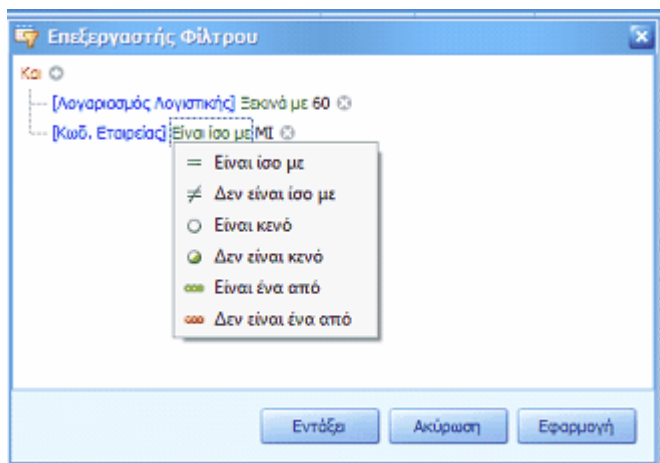 Επεξεργαστής Φίλτρου
Και
[Λογαριασμός Λογιστικής] Ξεκινά με 60
[Κωδ. Εταιρείας] Είναι ίσο με MI
= Είναι ίσο με
≠ Δεν είναι ίσο με
Είναι κενό
Δεν είναι κενό
Είναι ένα από
Δεν είναι ένα από
Εντάξει Ακύρωση Εφαρμογή